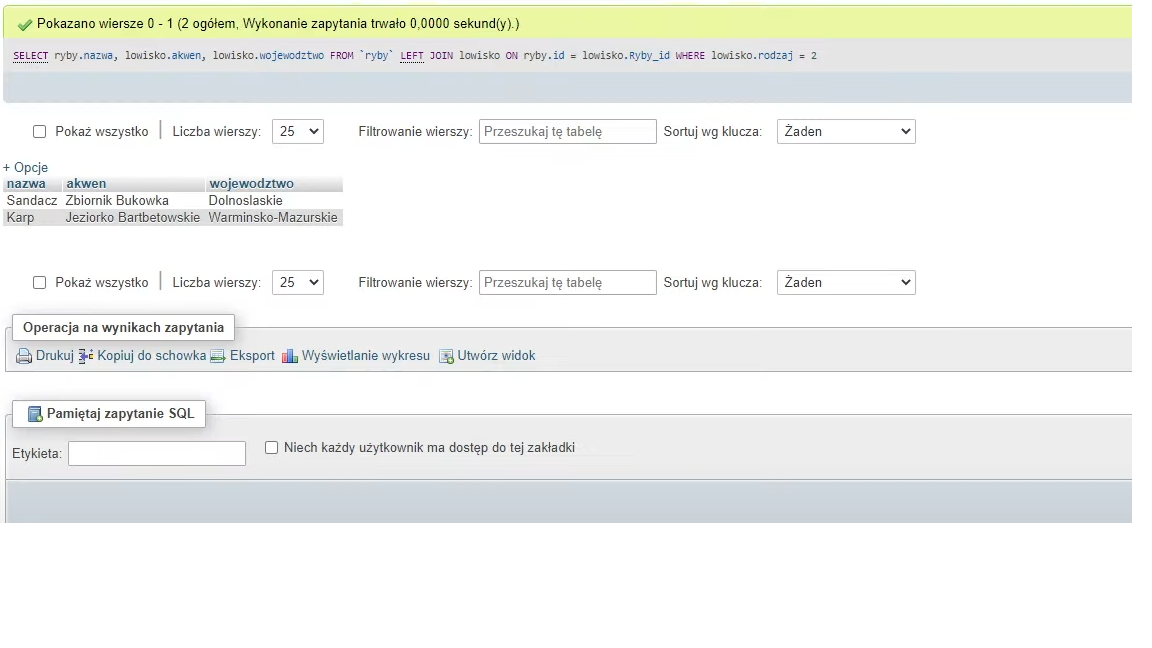 Pokazano wiersze 0 - 1 (2 ogółem, Wykonanie zapytania trwało 0,0000 sekund(y).)
SELECT ryby.nazwa, lowisko.akwen, lowisko.wojewodztwo FROM `ryby` LEFT JOIN lowisko ON ryby.id = lowisko.Ryby_id WHERE lowisko.rodzaj = 2
Pokaż wszystko | Liczba wierszy: 25 Filtrowanie wierszy: Przeszukaj tę tabelę Sortuj wg klucza: Żaden
+ Opcje
nazwa akwen wojewodztwo
Sandacz Zbiornik Bukowka Dolnoslaskie
Karp Jeziorko Bartbetowskie Warminsko-Mazurskie
Pokaż wszystko | Liczba wierszy: 25 Filtrowanie wierszy: Przeszukaj tę tabelę Sortuj wg klucza: Żaden
Operacja na wynikach zapytania
Drukuj Kopiuj do schowka Eksport Wyświetlanie wykresu Utwórz widok
Pamiętaj zapytanie SQL
Etykieta: Niech każdy użytkownik ma dostęp do tej zakładki